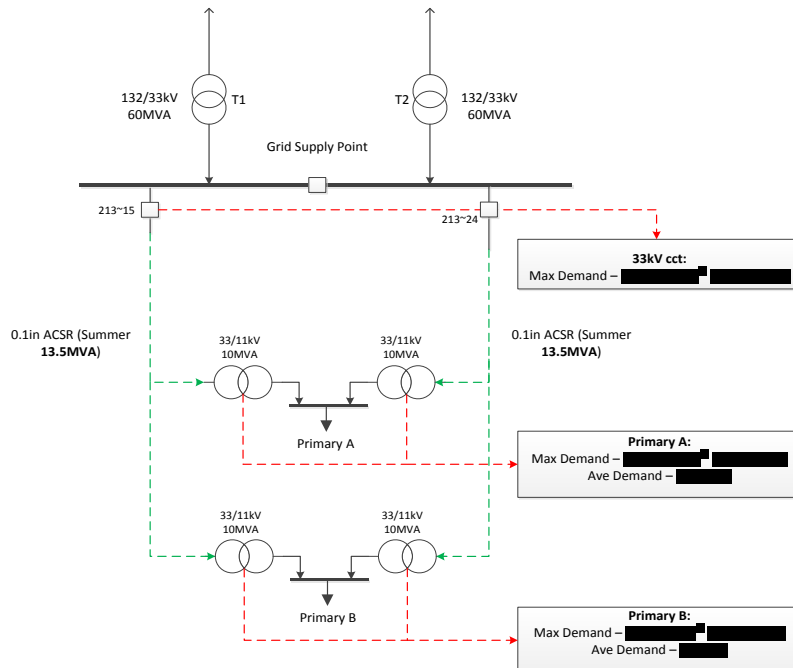 132/33kV
60MVA
T1
T2
132/33kV
60MVA
Grid Supply Point
213~15
213~24
33kV cct:
Max Demand –
0.1in ACSR (Summer
13.5MVA)
33/11kV
10MVA
33/11kV
10MVA
0.1in ACSR (Summer
13.5MVA)
Primary A
Primary A:
Max Demand –
Ave Demand –
33/11kV
10MVA
33/11kV
10MVA
Primary B
Primary B:
Max Demand –
Ave Demand –